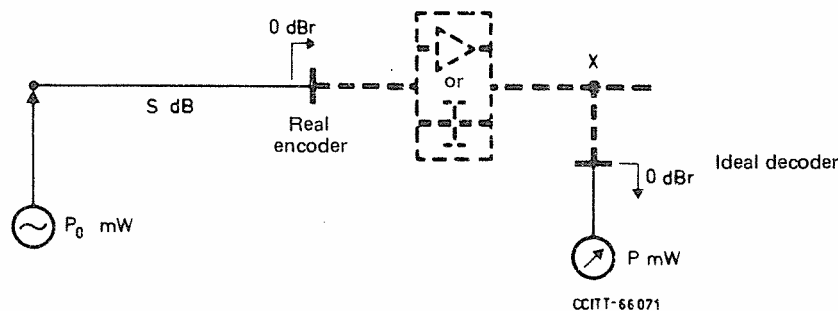 0 dBr
X
or
S dB
Real
encoder
0 dBr
Ideal decoder
P₀ mW
P mW
CCITT-66071